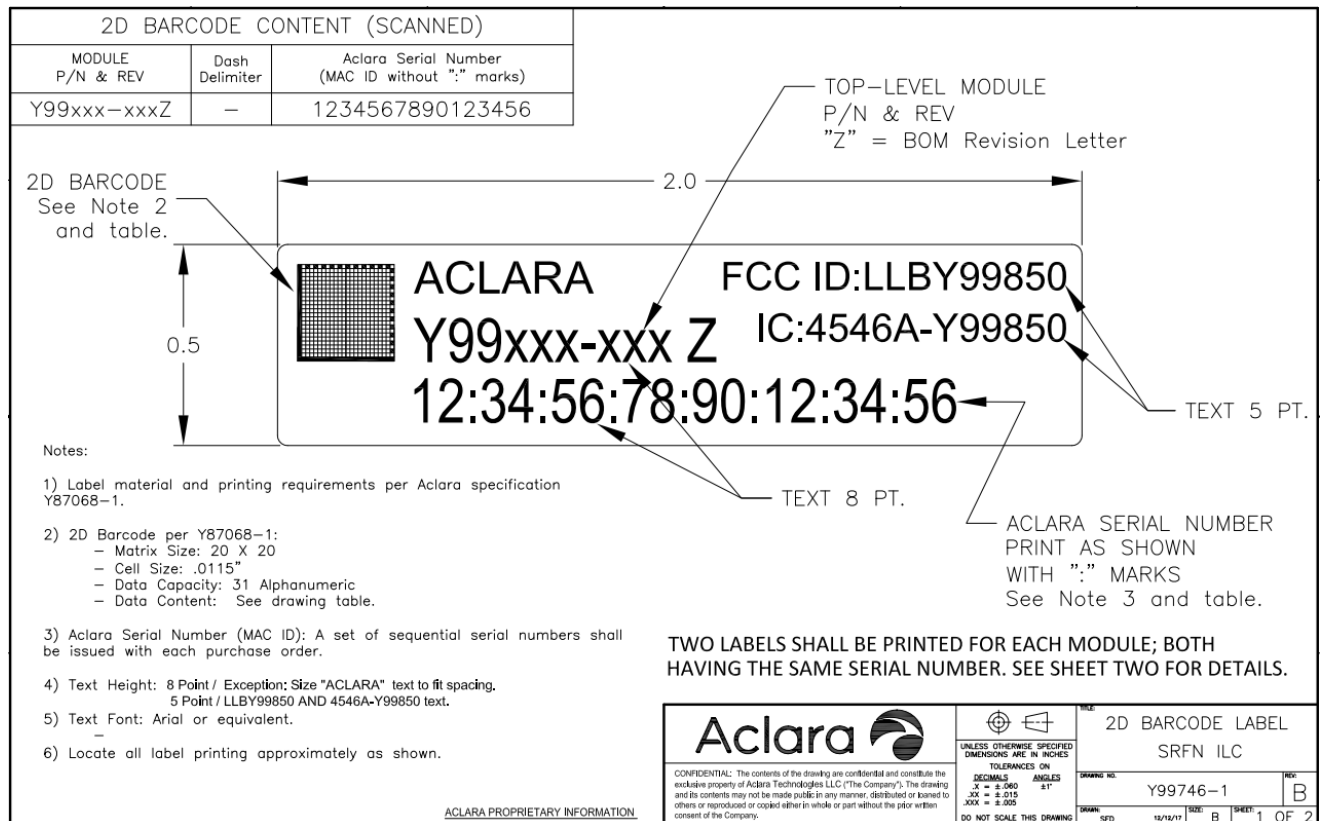 2D BARCODE CONTENT (SCANNED)
MODULE
P/N & REV
Dash
Delimiter
Aclara Serial Number
(MAC ID without ":" marks)
Y99xxx-xxxZ
-
1234567890123456
TOP-LEVEL MODULE
P/N & REV
"Z" = BOM Revision Letter
2D BARCODE
See Note 2
and table.
2.0
0.5
ACLARA
FCC ID:LLBY99850
Y99xxx-xxx Z
IC:4546A-Y99850
12:34:56:78:90:12:34:56
TEXT 5 PT.
TEXT 8 PT.
ACLARA SERIAL NUMBER
PRINT AS SHOWN
WITH ":" MARKS
See Note 3 and table.
Notes:
1) Label material and printing requirements per Aclara specification
Y87068-1.
2) 2D Barcode per Y87068-1:
- Matrix Size: 20 X 20
- Cell Size: .0115"
- Data Capacity: 31 Alphanumeric
- Data Content: See drawing table.
3) Aclara Serial Number (MAC ID): A set of sequential serial numbers shall
be issued with each purchase order.
4) Text Height: 8 Point / Exception: Size "ACLARA" text to fit spacing.
5 Point / LLBY99850 AND 4546A-Y99850 text.
5) Text Font: Arial or equivalent.
-
6) Locate all label printing approximately as shown.
TWO LABELS SHALL BE PRINTED FOR EACH MODULE; BOTH
HAVING THE SAME SERIAL NUMBER. SEE SHEET TWO FOR DETAILS.
ACLARA PROPRIETARY INFORMATION
Aclara
CONFIDENTIAL: The contents of the drawing are confidential and constitute the
exclusive property of Aclara Technologies LLC ("The Company"). The drawing
and its contents may not be made public in any manner, distributed or loaned to
others or reproduced or copied either in whole or part without the prior written
consent of the Company.
UNLESS OTHERWISE SPECIFIED
DIMENSIONS ARE IN INCHES
TOLERANCES ON
DECIMALS ANGLES
.X = ±.060 ±1°
.XX = ±.015
.XXX = ±.005
DO NOT SCALE THIS DRAWING
TITLE:
2D BARCODE LABEL
SRFN ILC
DRAWING NO.
Y99746-1
REV:
B
DRAWN:
SFD
12/12/17
SIZE:
B
SHEET:
1 OF 2